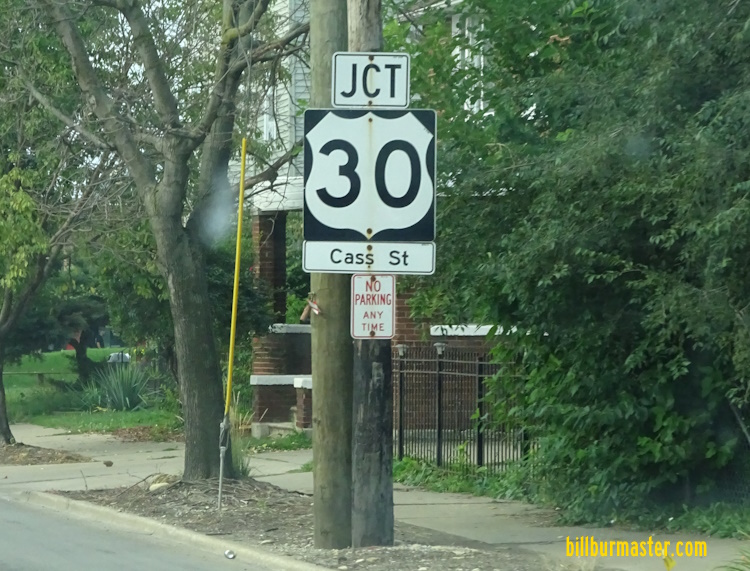 JCT
30
Cass St
NO
PARKING
ANY
TIME
billburmaster.com